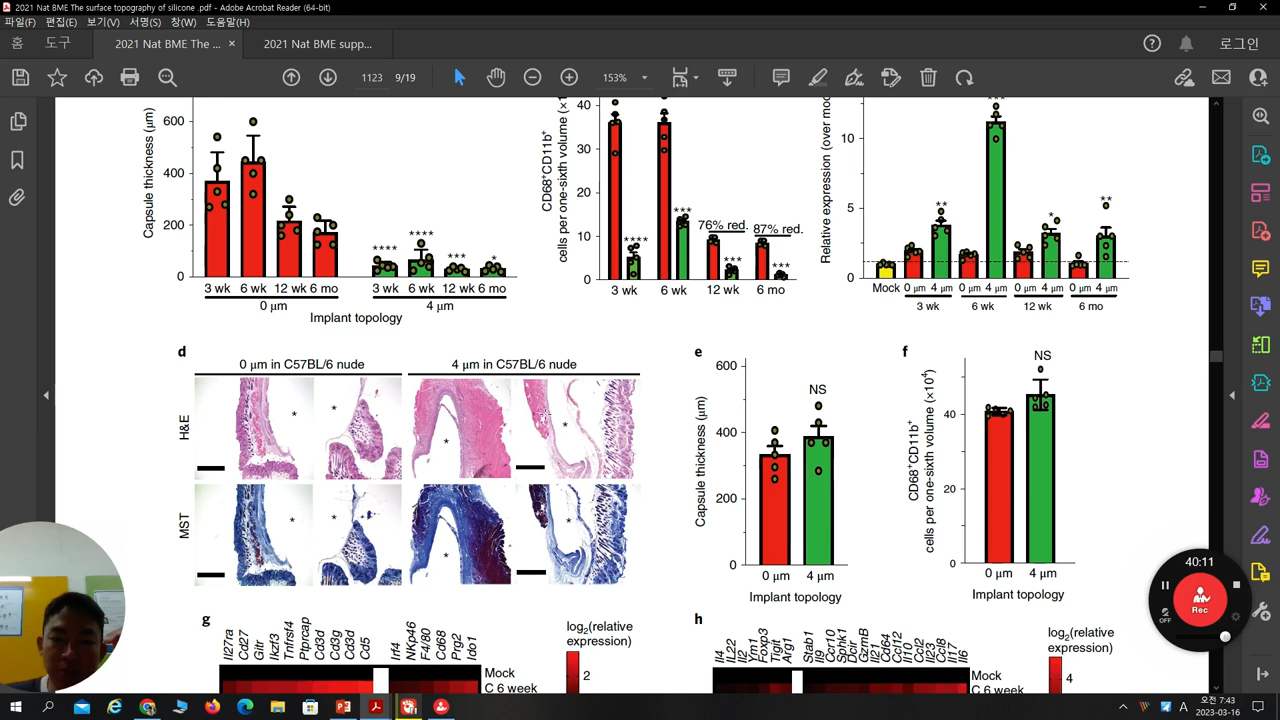 2021 Nat BME The surface topography of silicone .pdf - Adobe Acrobat Reader (64-bit)
파일(F) 편집(E) 보기(V) 서명(S) 창(W) 도움말(H)
홈 도구 2021 Nat BME The ... × 2021 Nat BME supp... 로그인
1123 9/19 153%
Capsule thickness (μm)
600
400
200
0
3 wk 6 wk 12 wk 6 mo 3 wk 6 wk 12 wk 6 mo
**** **** *** *
0 μm 4 μm
Implant topology
CD68⁺CD11b⁺
cells per one-sixth volume (×1
40
30
20
10
0
**** *** 76% red. *** 87% red. ***
3 wk 6 wk 12 wk 6 mo
Relative expression (over moc
10
5
0
** *** * **
Mock 0 μm 4 μm 0 μm 4 μm 0 μm 4 μm 0 μm 4 μm
3 wk 6 wk 12 wk 6 mo
d
0 μm in C57BL/6 nude 4 μm in C57BL/6 nude
H&E
* * * *
MST
* * * *
e
Capsule thickness (μm)
600
400
200
0
NS
0 μm 4 μm
Implant topology
f
CD68⁺CD11b⁺
cells per one-sixth volume (×10⁴)
40
20
0
NS
0 μm 4 μm
Implant topology
40:11
Rec
OFF
g
Il27ra Cd27 Gitr Ikzf3 Tnfrsf4 Ptprcap Cd3d Cd3g Cd3d Cd5 Irf4 NKp46 F4/80 Cd68 Prg2 Ido1
Mock
C 6 week
log₂(relative
expression)
2
h
Il4 IL22 Il2 Ym1 Foxp3 Tigit Arg1 Stab1 Il9 Ccr10 Sphk1 Dclr GzmB Il21 Cd64 Ccl12 Il10 Ccl2 Il23 Ccl8 Il17 Il6
Mock
C 6 week
log₂(relative
expression)
4
A 오전 7:43
2023-03-16